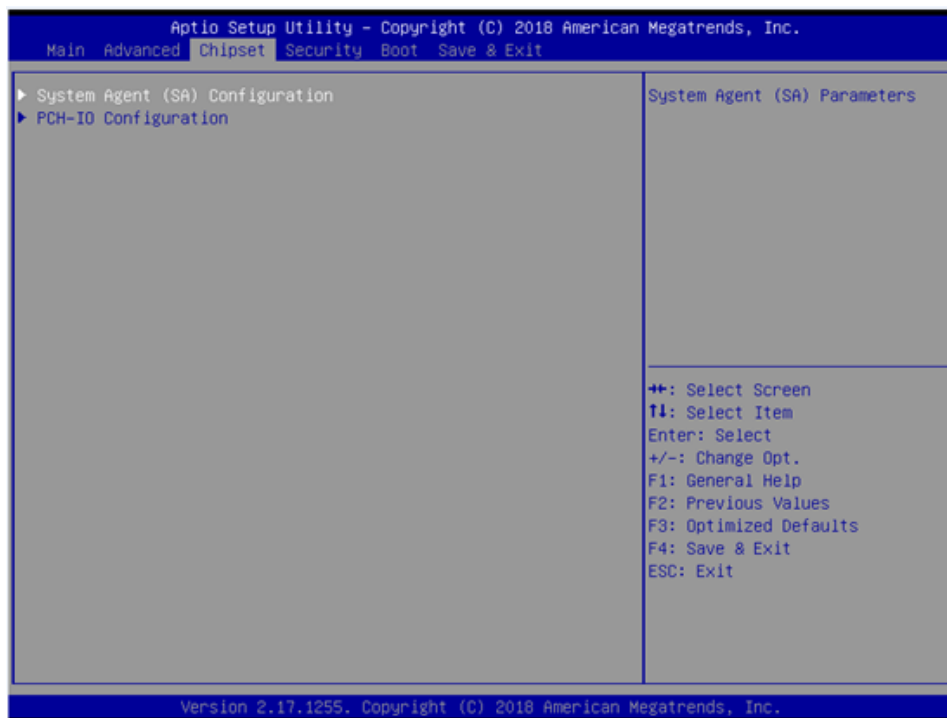 Aptio Setup Utility - Copyright (C) 2018 American Megatrends, Inc.
Main Advanced Chipset Security Boot Save & Exit
System Agent (SA) Configuration
PCH-IO Configuration
System Agent (SA) Parameters
→←: Select Screen
↑↓: Select Item
Enter: Select
+/-: Change Opt.
F1: General Help
F2: Previous Values
F3: Optimized Defaults
F4: Save & Exit
ESC: Exit
Version 2.17.1255. Copyright (C) 2018 American Megatrends, Inc.